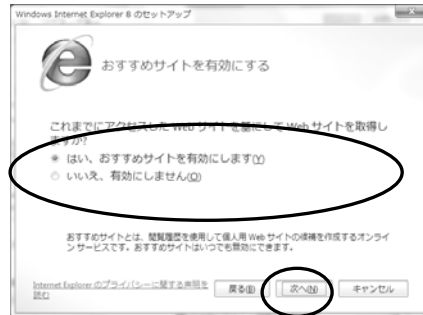 Windows Internet Explorer 8 のセットアップ
おすすめサイトを有効にする
これまでにアクセスした Web サイトを基にして Web サイトを取得し
ますか?
はい、おすすめサイトを有効にします(Y)
いいえ、有効にしません(O)
おすすめサイトとは、閲覧履歴を使用して個人用 Web サイトの候補を作成するオンライ
ン サービスです。おすすめサイトはいつでも無効にできます。
Internet Explorer のプライバシーに関する声明を
読む
戻る(B)
次へ(N)
キャンセル